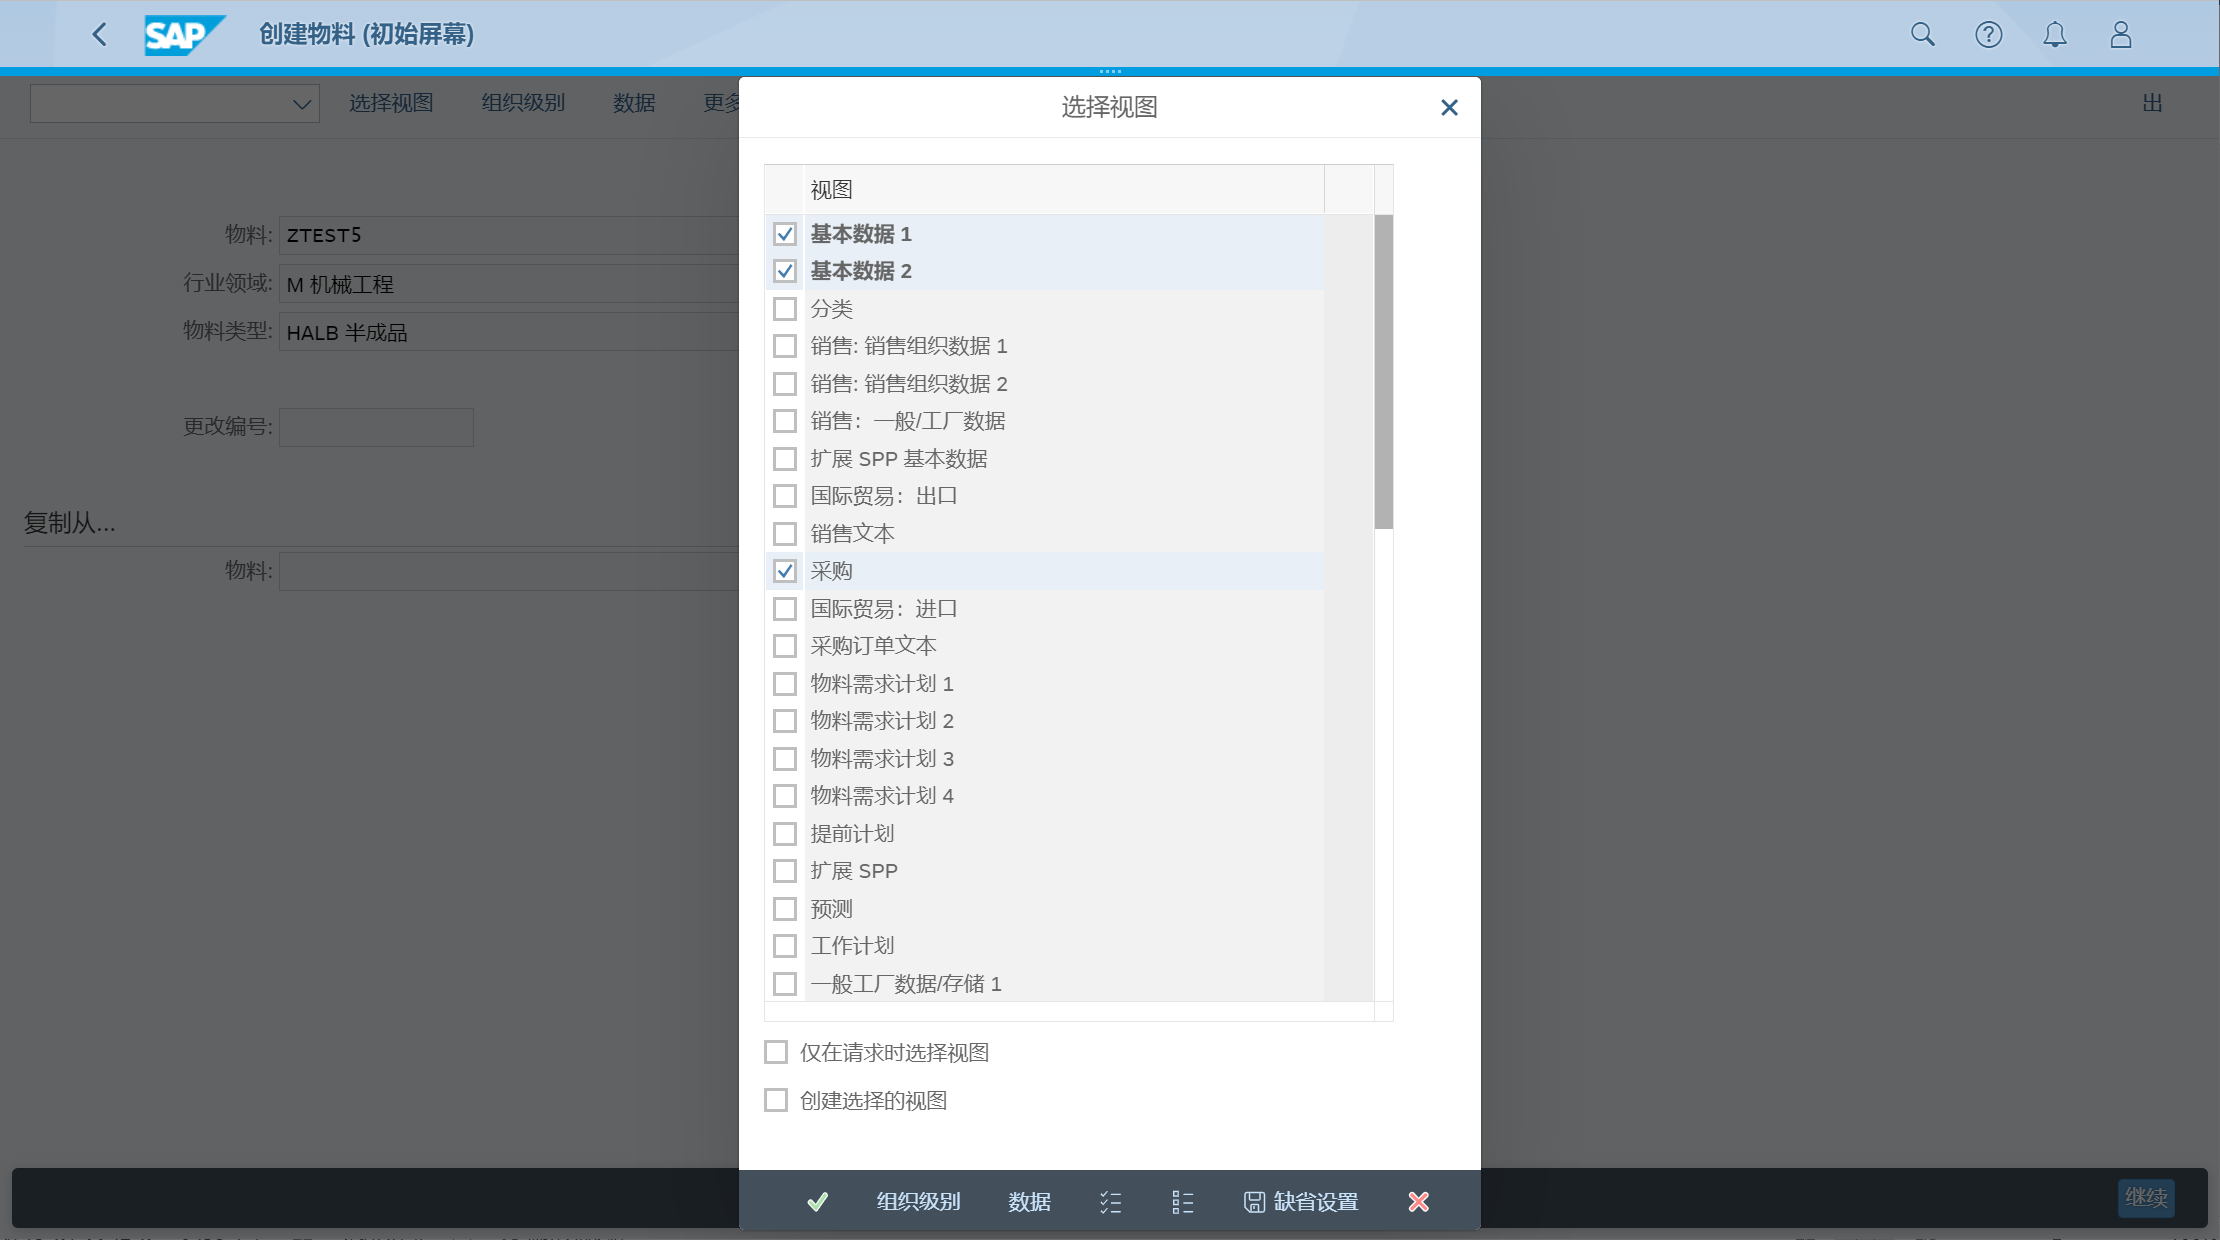 SAP 创建物料 (初始屏幕)
选择视图 组织级别 数据 更多
出
选择视图
视图
物料: ZTEST5
行业领域: M 机械工程
物料类型: HALB 半成品
更改编号:
复制从...
物料:
基本数据 1
基本数据 2
分类
销售: 销售组织数据 1
销售: 销售组织数据 2
销售：一般/工厂数据
扩展 SPP 基本数据
国际贸易：出口
销售文本
采购
国际贸易：进口
采购订单文本
物料需求计划 1
物料需求计划 2
物料需求计划 3
物料需求计划 4
提前计划
扩展 SPP
预测
工作计划
一般工厂数据/存储 1
仅在请求时选择视图
创建选择的视图
组织级别 数据 缺省设置
继续